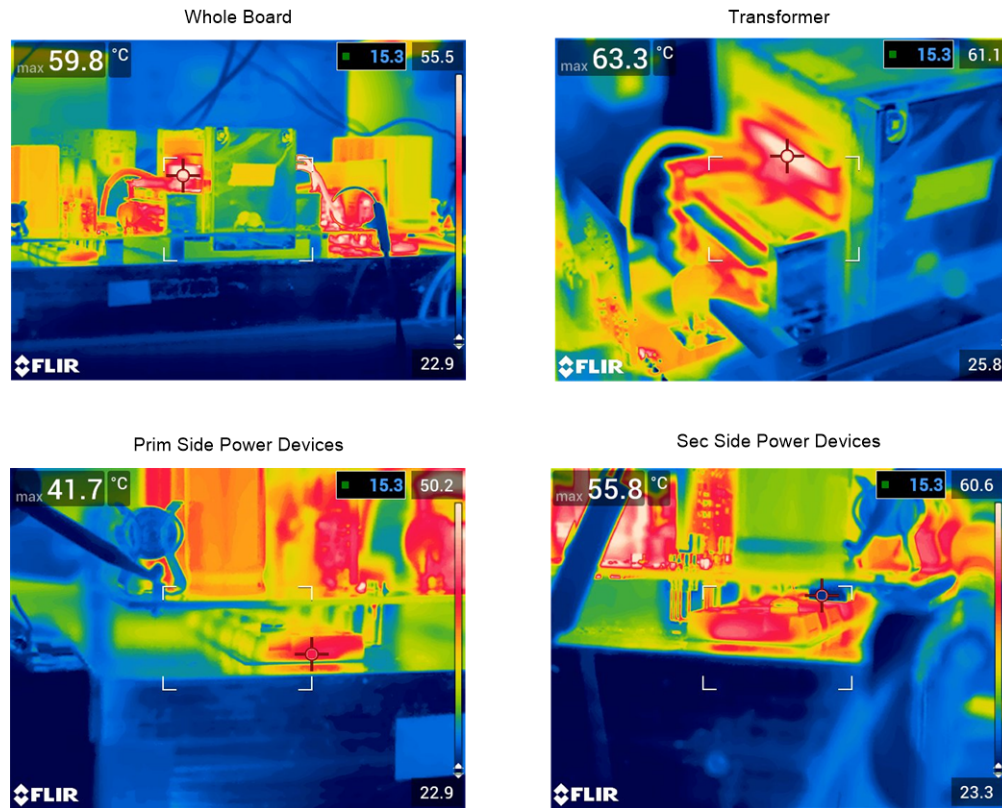 Whole Board
Transformer
max 59.8 °C
15.3
55.5
FLIR
22.9
max 63.3 °C
15.3
61.1
FLIR
25.8
Prim Side Power Devices
Sec Side Power Devices
max 41.7 °C
15.3
50.2
FLIR
22.9
max 55.8 °C
15.3
60.6
FLIR
23.3